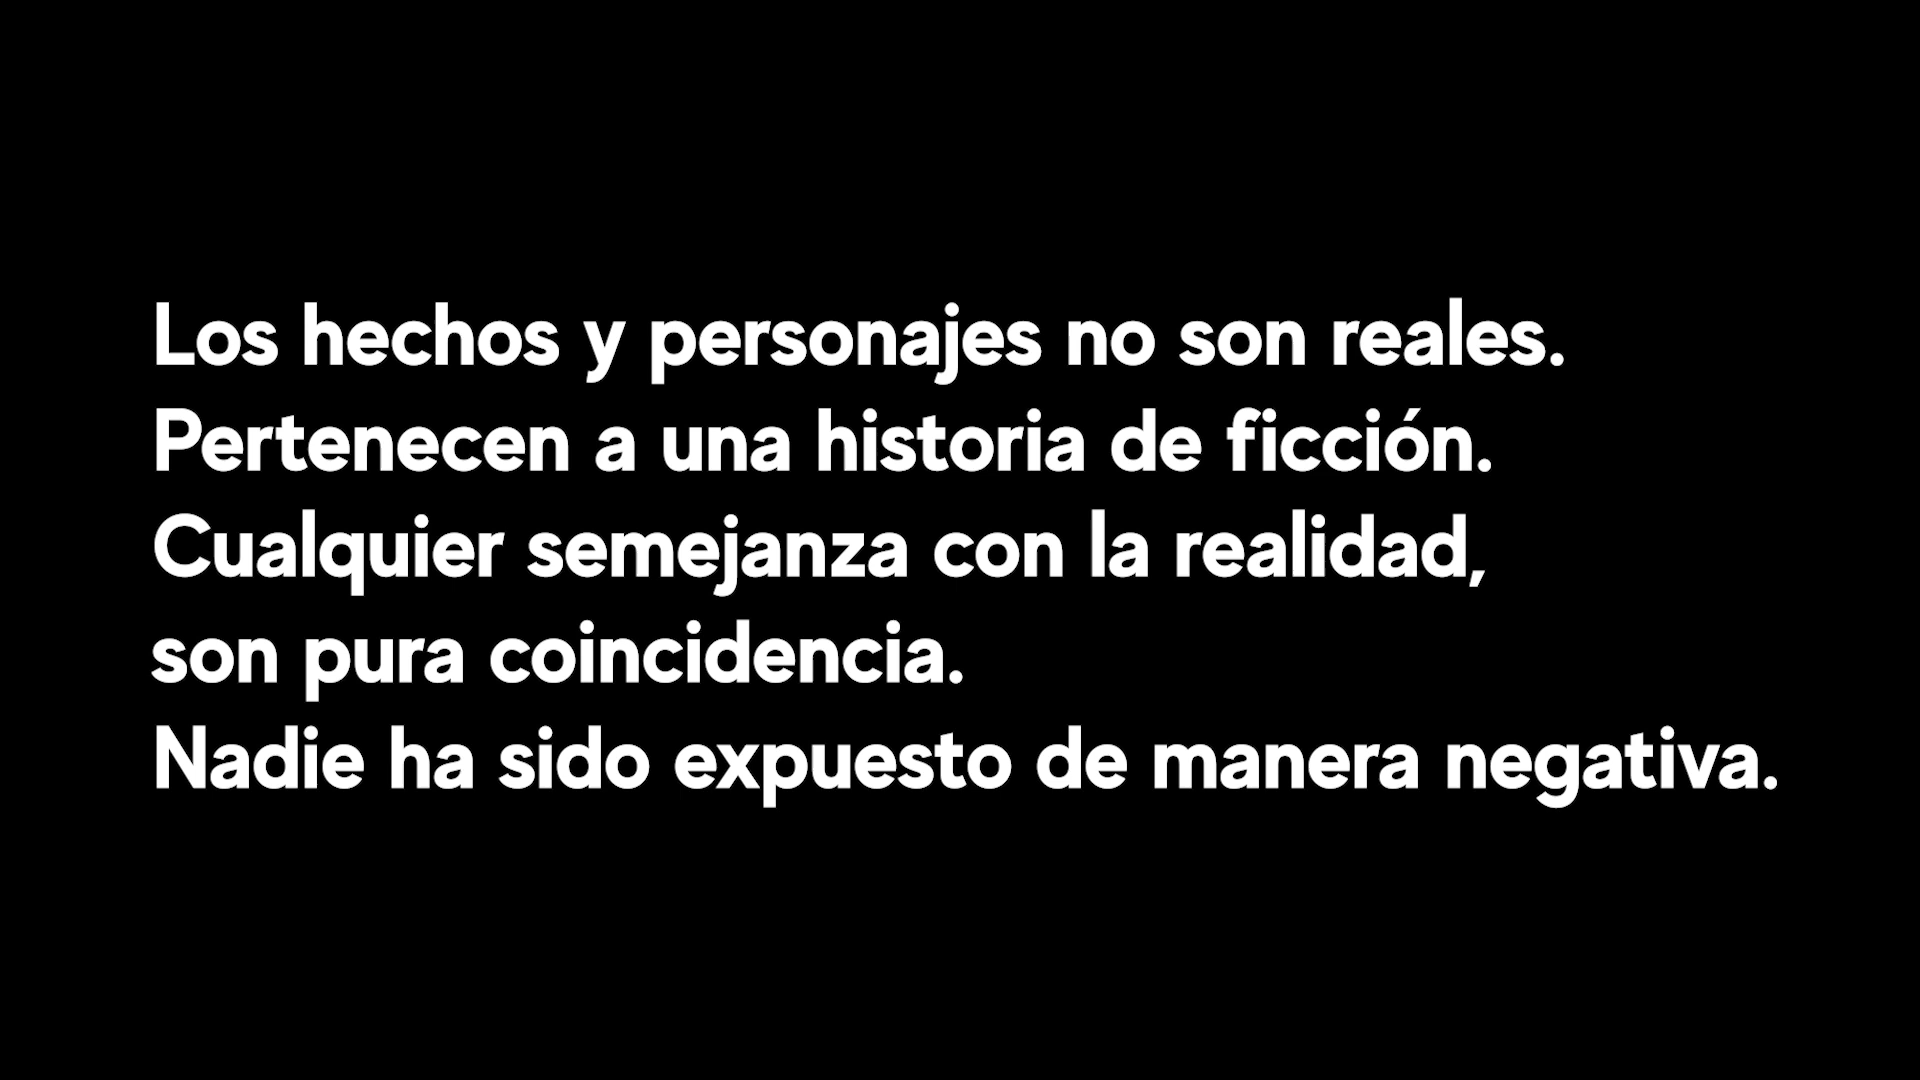 Los hechos y personajes no son reales.
Pertenecen a una historia de ficción.
Cualquier semejanza con la realidad,
son pura coincidencia.
Nadie ha sido expuesto de manera negativa.